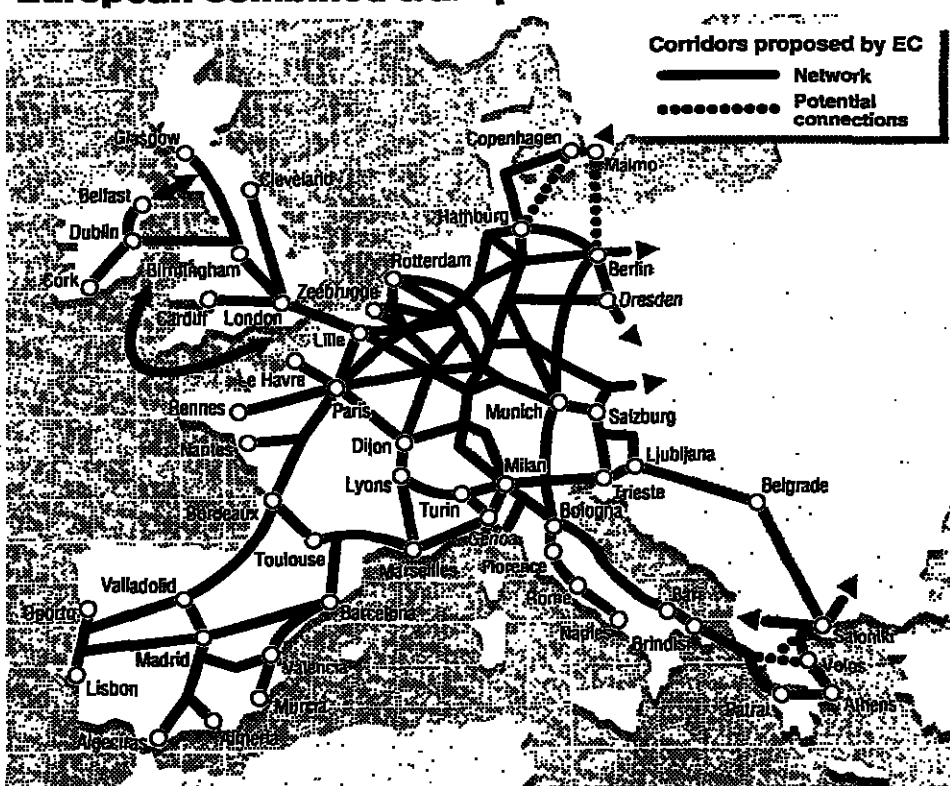 European Combined
Corridors proposed by EC
Network
Potential
connections
Copenhagen
Malmo
Glasgow
Cleveland
Belfast
Dublin
Hamburg
Birmingham
Rotterdam
Berlin
Cork
Zeebrugge
Dresden
Cardiff
London
Lille
Le Havre
Rennes
Paris
Munich
Salzburg
Nantes
Dijon
Milan
Ljubljana
Lyons
Trieste
Belgrade
Turin
Bordeaux
Bologna
Genoa
Toulouse
Marseilles
Florence
Valladolid
Rome
Oporto
Barcelona
Bari
Naples
Saloniki
Brindisi
Madrid
Valencia
Volos
Lisbon
Murcia
Patrai
Athens
Algeciras
Almeria